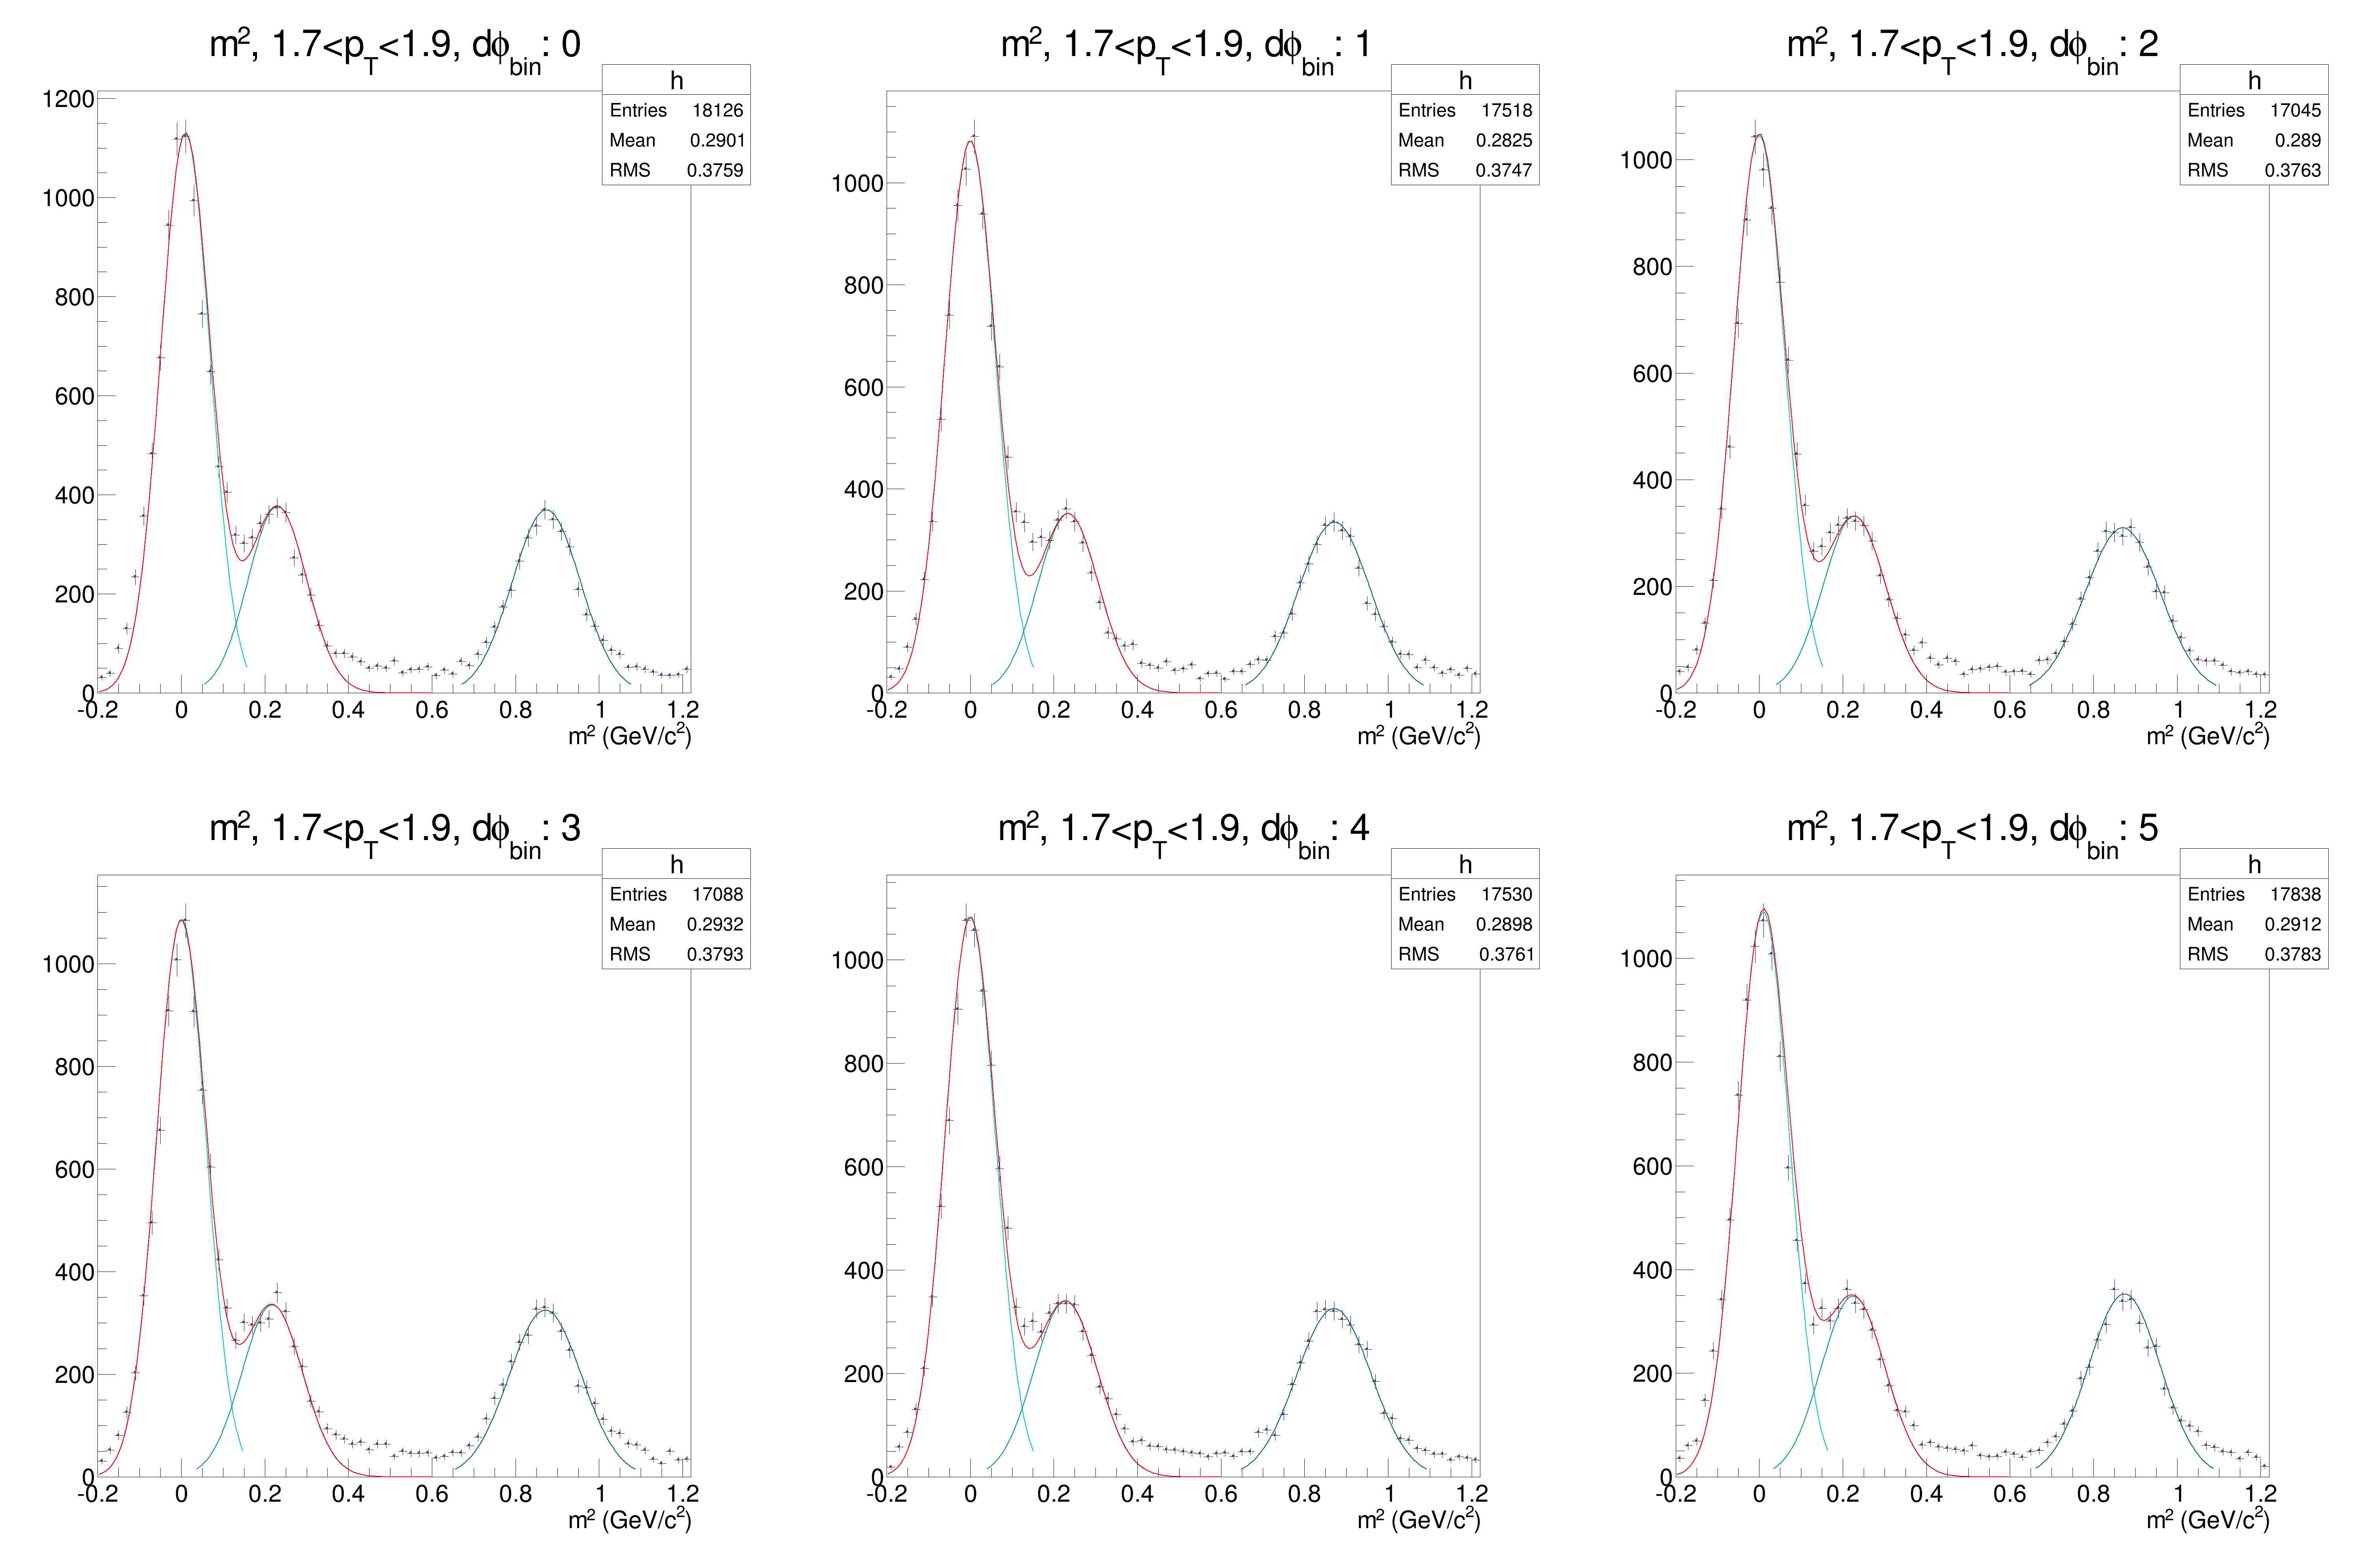 m², 1.7<p_T<1.9, dϕ_bin: 0
h
Entries 18126
Mean 0.2901
RMS 0.3759
1200
1000
800
600
400
200
0
-0.2 0 0.2 0.4 0.6 0.8 1 1.2
m² (GeV/c²)
m², 1.7<p_T<1.9, dϕ_bin: 1
h
Entries 17518
Mean 0.2825
RMS 0.3747
1000
800
600
400
200
0
-0.2 0 0.2 0.4 0.6 0.8 1 1.2
m² (GeV/c²)
m², 1.7<p_T<1.9, dϕ_bin: 2
h
Entries 17045
Mean 0.289
RMS 0.3763
1000
800
600
400
200
0
-0.2 0 0.2 0.4 0.6 0.8 1 1.2
m² (GeV/c²)
m², 1.7<p_T<1.9, dϕ_bin: 3
h
Entries 17088
Mean 0.2932
RMS 0.3793
1000
800
600
400
200
0
-0.2 0 0.2 0.4 0.6 0.8 1 1.2
m² (GeV/c²)
m², 1.7<p_T<1.9, dϕ_bin: 4
h
Entries 17530
Mean 0.2898
RMS 0.3761
1000
800
600
400
200
0
-0.2 0 0.2 0.4 0.6 0.8 1 1.2
m² (GeV/c²)
m², 1.7<p_T<1.9, dϕ_bin: 5
h
Entries 17838
Mean 0.2912
RMS 0.3783
1000
800
600
400
200
0
-0.2 0 0.2 0.4 0.6 0.8 1 1.2
m² (GeV/c²)